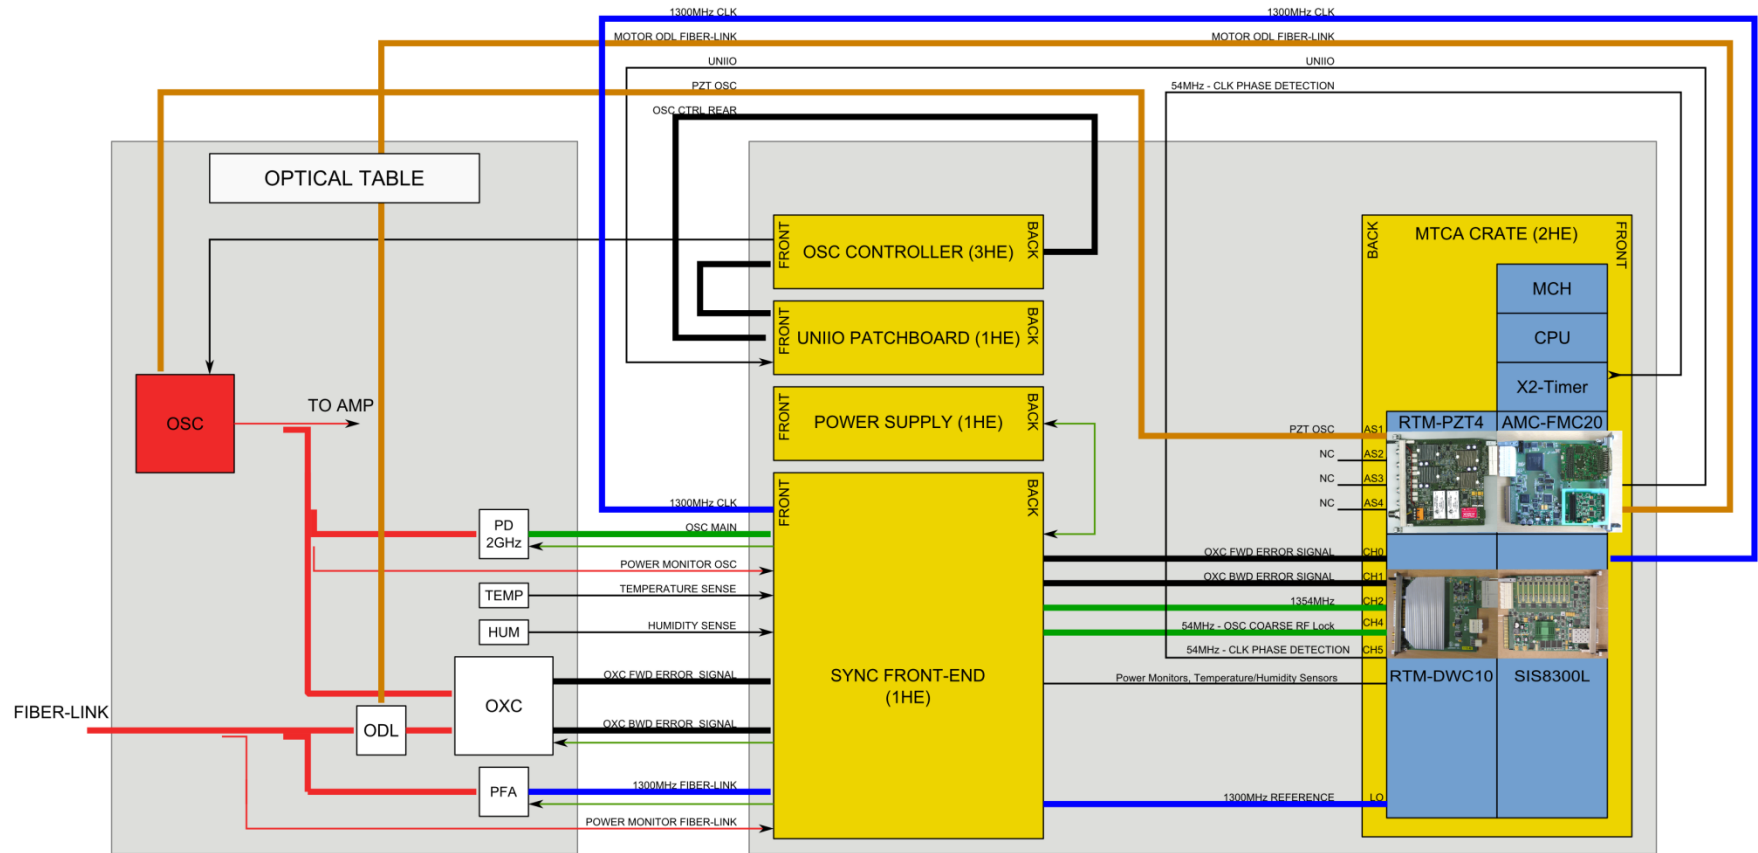 1300MHz CLK
1300MHz CLK
MOTOR ODL FIBER-LINK
MOTOR ODL FIBER-LINK
UNIIO
UNIIO
PZT OSC
54MHz - CLK PHASE DETECTION
OSC CTRL REAR
OPTICAL TABLE
FRONT
OSC CONTROLLER (3HE)
BACK
FRONT
UNIIO PATCHBOARD (1HE)
BACK
FRONT
POWER SUPPLY (1HE)
BACK
BACK
MTCA CRATE (2HE)
FRONT
MCH
CPU
X2-Timer
RTM-PZT4
AMC-FMC20
OSC
TO AMP
PZT OSC
AS1
NC
AS2
NC
AS3
NC
AS4
1300MHz CLK
FRONT
BACK
PD
2GHz
OSC MAIN
POWER MONITOR OSC
TEMP
TEMPERATURE SENSE
HUM
HUMIDITY SENSE
OXC FWD ERROR SIGNAL
CH0
OXC BWD ERROR SIGNAL
CH1
1354MHz
CH2
54MHz - OSC COARSE RF Lock
CH4
54MHz - CLK PHASE DETECTION
CH5
SYNC FRONT-END
(1HE)
Power Monitors, Temperature/Humidity Sensors
RTM-DWC10
SIS8300L
OXC FWD ERROR SIGNAL
OXC
FIBER-LINK
ODL
OXC BWD ERROR SIGNAL
PFA
1300MHz FIBER-LINK
1300MHz REFERENCE
LO
POWER MONITOR FIBER-LINK